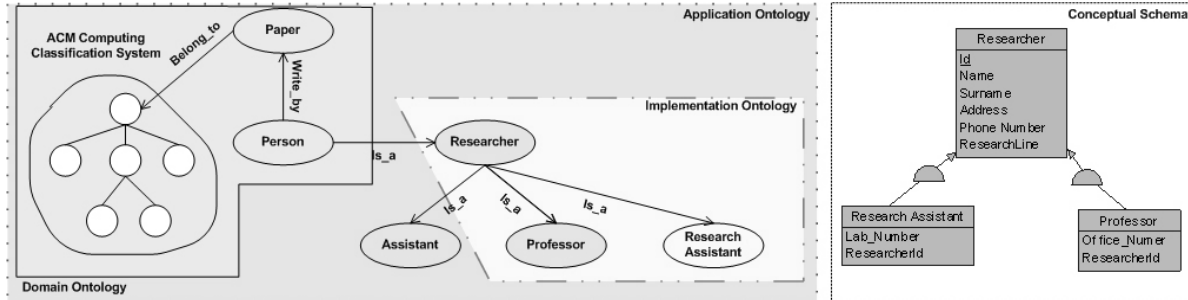 Application Ontology
ACM Computing
Classification System
Belong_to
Paper
Write_by
Person
Is_a
Implementation Ontology
Researcher
Is_a
Is_a
Is_a
Assistant
Professor
Research
Assistant
Domain Ontology
Conceptual Schema
Researcher
Id
Name
Surname
Address
Phone Number
ResearchLine
Research Assistant
Lab_Number
ResearcherId
Professor
Office_Numer
ResearcherId